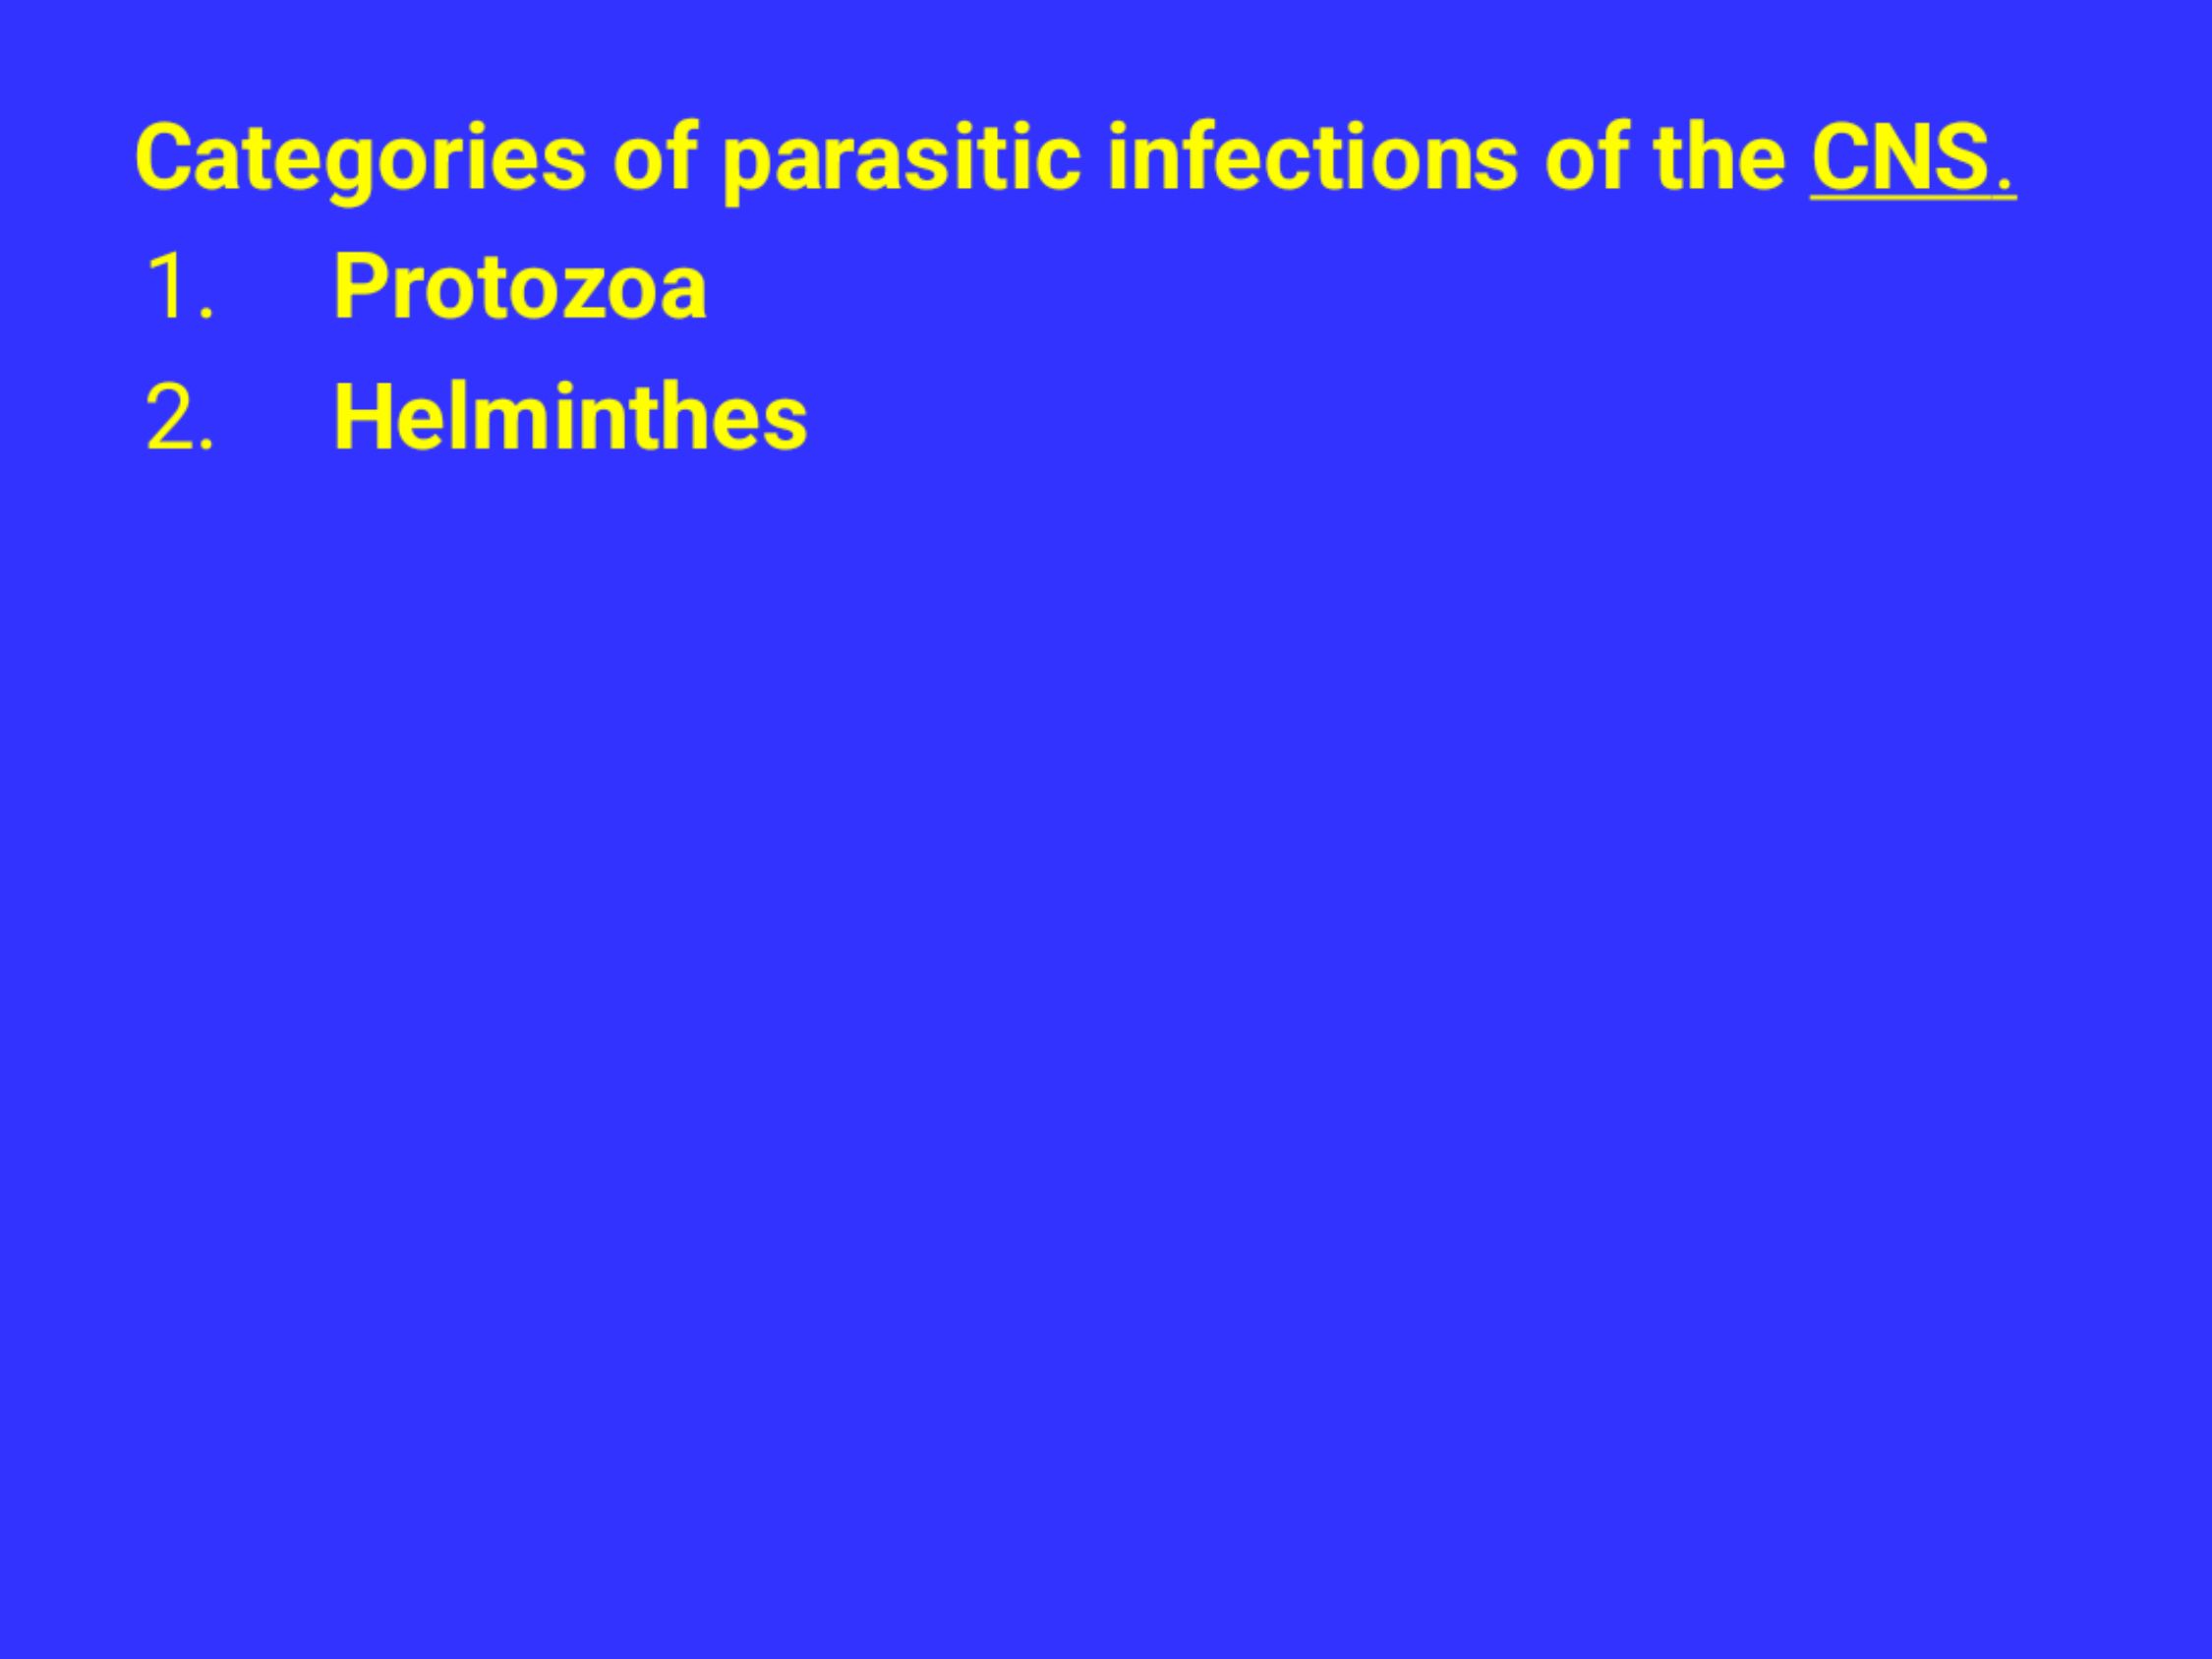 Categories of parasitic infections of the CNS.
1. Protozoa
2. Helminthes